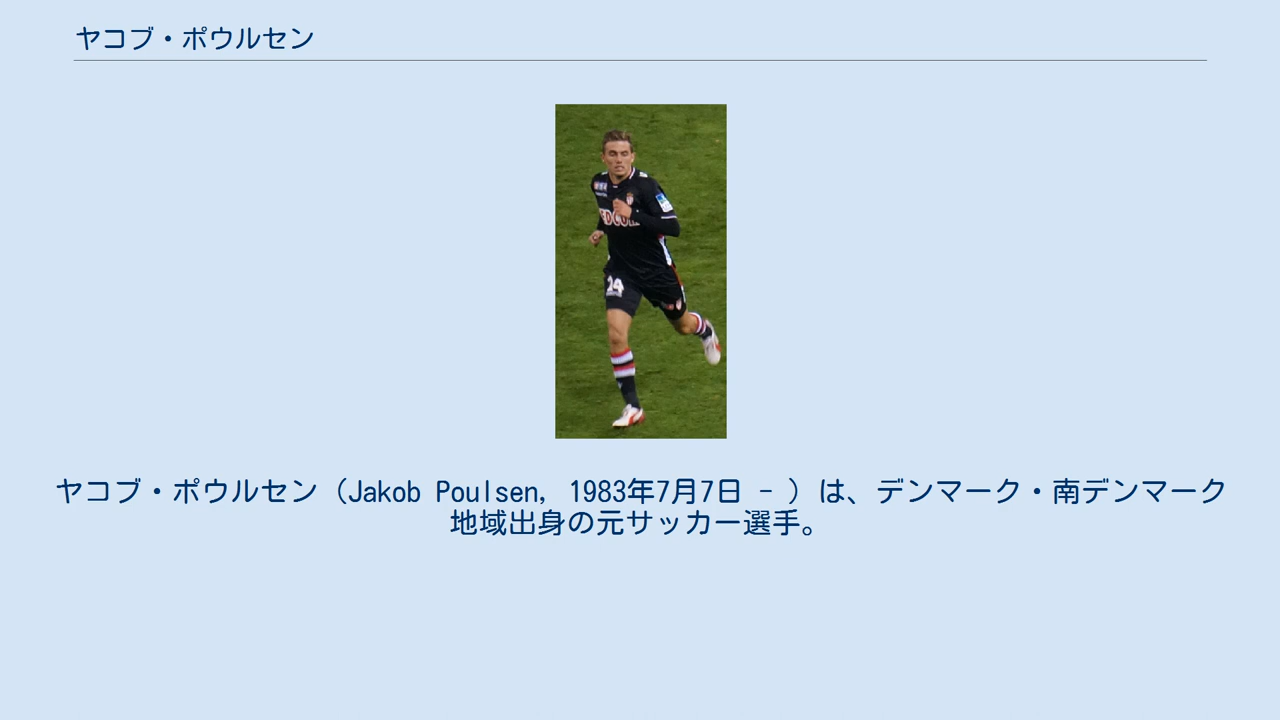 ヤコブ・ポウルセン
24
ヤコブ・ポウルセン（Jakob Poulsen, 1983年7月7日 - ）は、デンマーク・南デンマーク
地域出身の元サッカー選手。